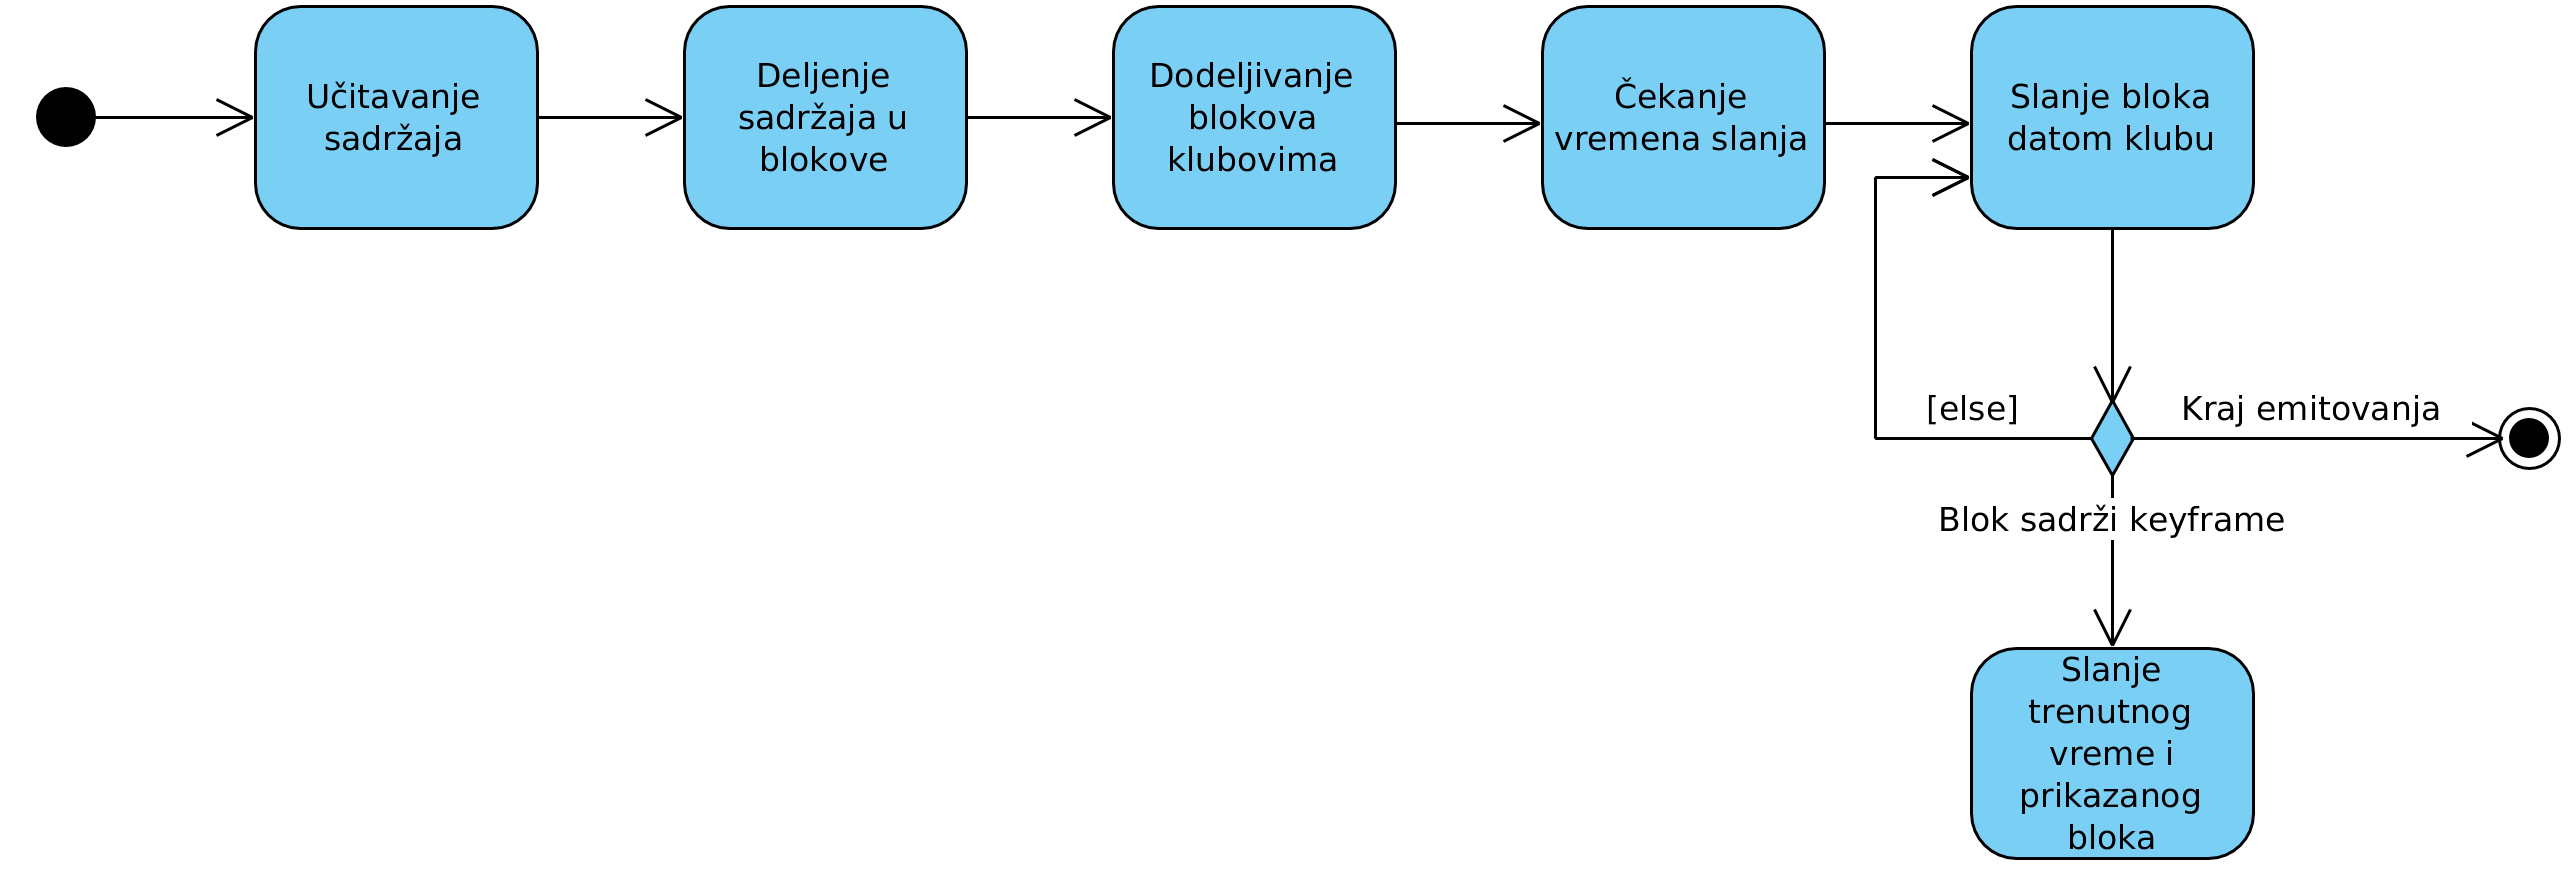 Učitavanje
sadržaja
Deljenje
sadržaja u
blokove
Dodeljivanje
blokova
klubovima
Čekanje
vremena slanja
Slanje bloka
datom klubu
[else]
Kraj emitovanja
Blok sadrži keyframe
Slanje
trenutnog
vreme i
prikazanog
bloka